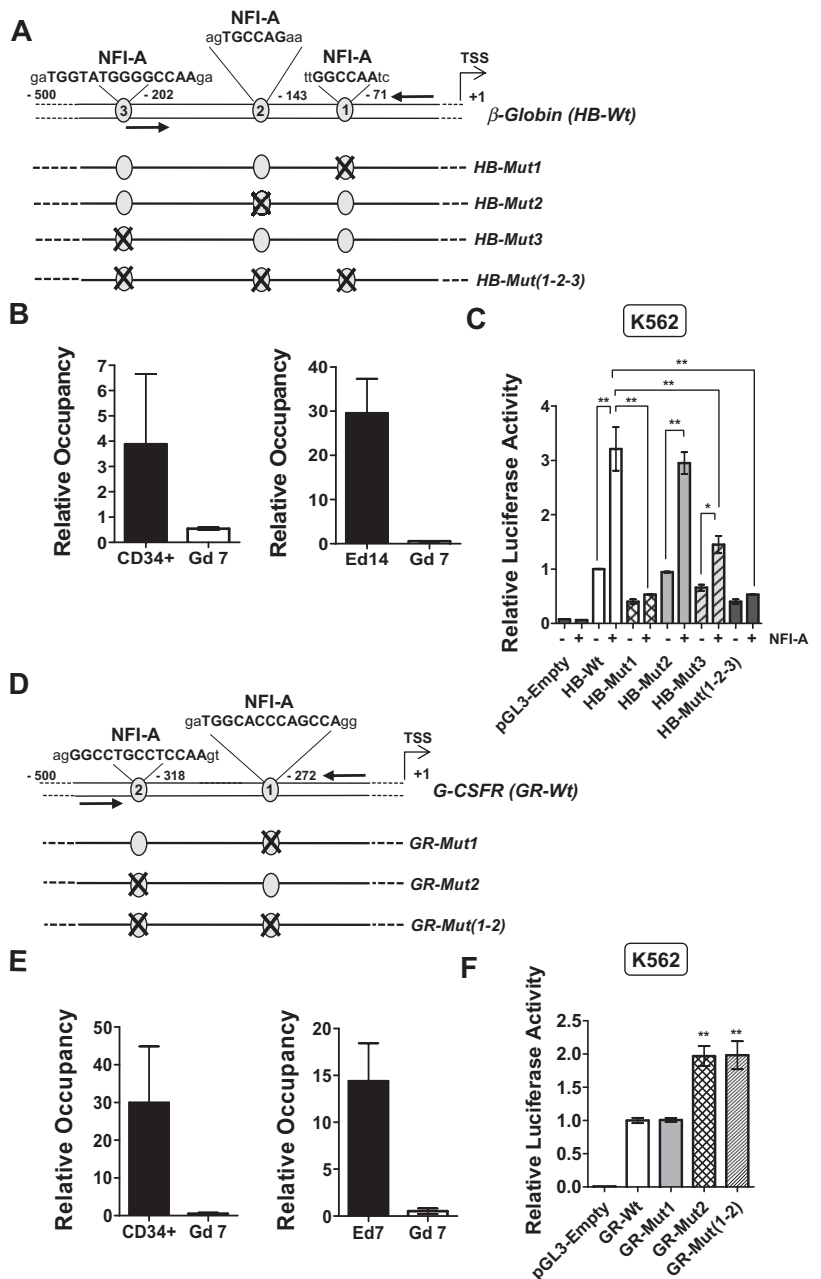 A
NFI-A
agTGCCAGaa
NFI-A
gaTGGTATGGGGCCAAga
NFI-A
ttGGCCAAtc
TSS
- 500
- 202
- 143
- 71
+1
3
2
1
β-Globin (HB-Wt)
HB-Mut1
HB-Mut2
HB-Mut3
HB-Mut(1-2-3)
B
Relative Occupancy
7
6
5
4
3
2
1
0
CD34+
Gd 7
Relative Occupancy
40
30
20
10
0
Ed14
Gd 7
C
K562
Relative Luciferase Activity
4
3
2
1
0
**
**
**
**
**
*
- + - + - + - + - + - +
NFI-A
pGL3-Empty
HB-Wt
HB-Mut1
HB-Mut2
HB-Mut3
HB-Mut(1-2-3)
D
NFI-A
gaTGGCACCCAGCCAgg
NFI-A
agGGCCTGCCTCCAAgt
TSS
- 500
- 318
- 272
+1
2
1
G-CSFR (GR-Wt)
GR-Mut1
GR-Mut2
GR-Mut(1-2)
E
Relative Occupancy
50
40
30
20
10
0
CD34+
Gd 7
Relative Occupancy
20
15
10
5
0
Ed7
Gd 7
F
K562
Relative Luciferase Activity
2.5
2.0
1.5
1.0
0.5
0.0
**
**
pGL3-Empty
GR-Wt
GR-Mut1
GR-Mut2
GR-Mut(1-2)